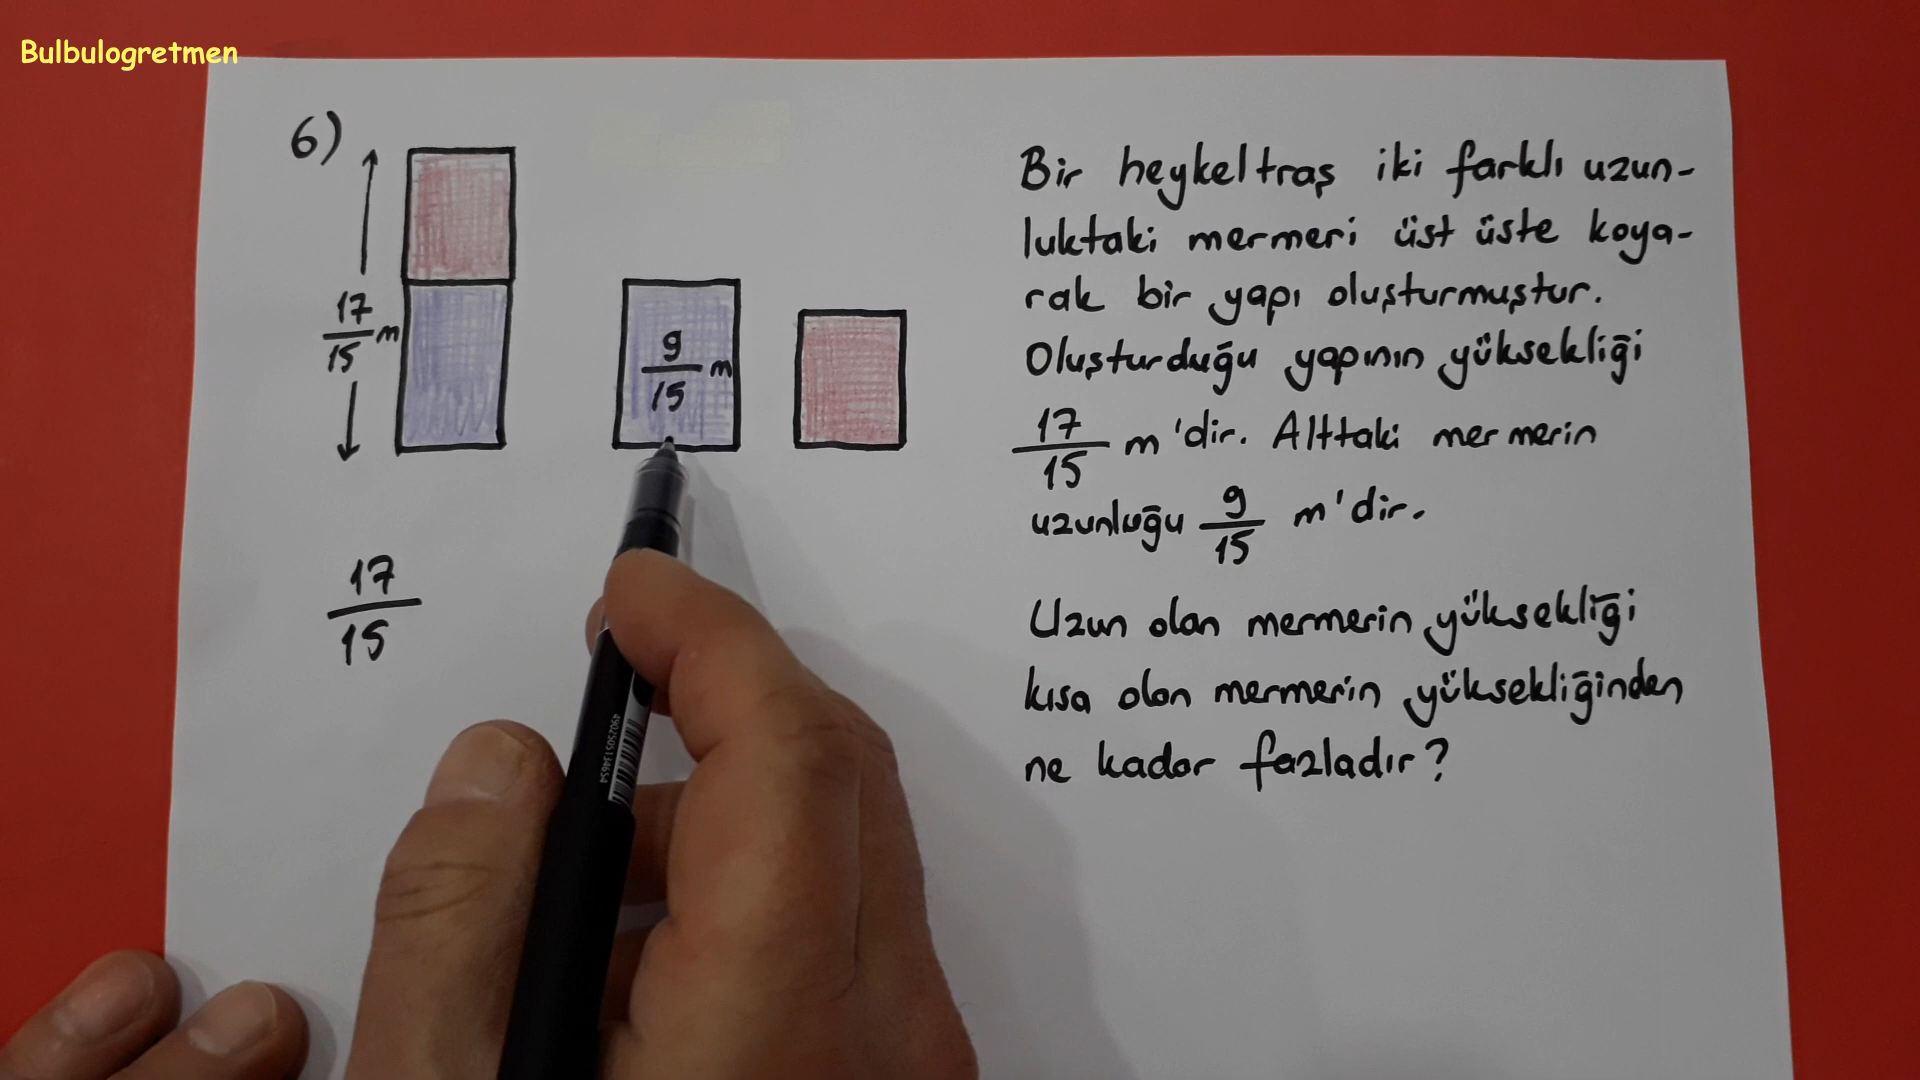 Bulbulogretmen
6)
17
15 m
9
15 m
17
15
Bir heykeltraş iki farklı uzun-
luktaki mermeri üst üste koya-
rak bir yapı oluşturmuştur.
Oluşturduğu yapının yüksekliği
17/15 m'dir. Alttaki mermerin
uzunluğu 9/15 m'dir.
Uzun olan mermerin yüksekliği
kısa olan mermerin yüksekliğinden
ne kadar fazladır?
4902505134654